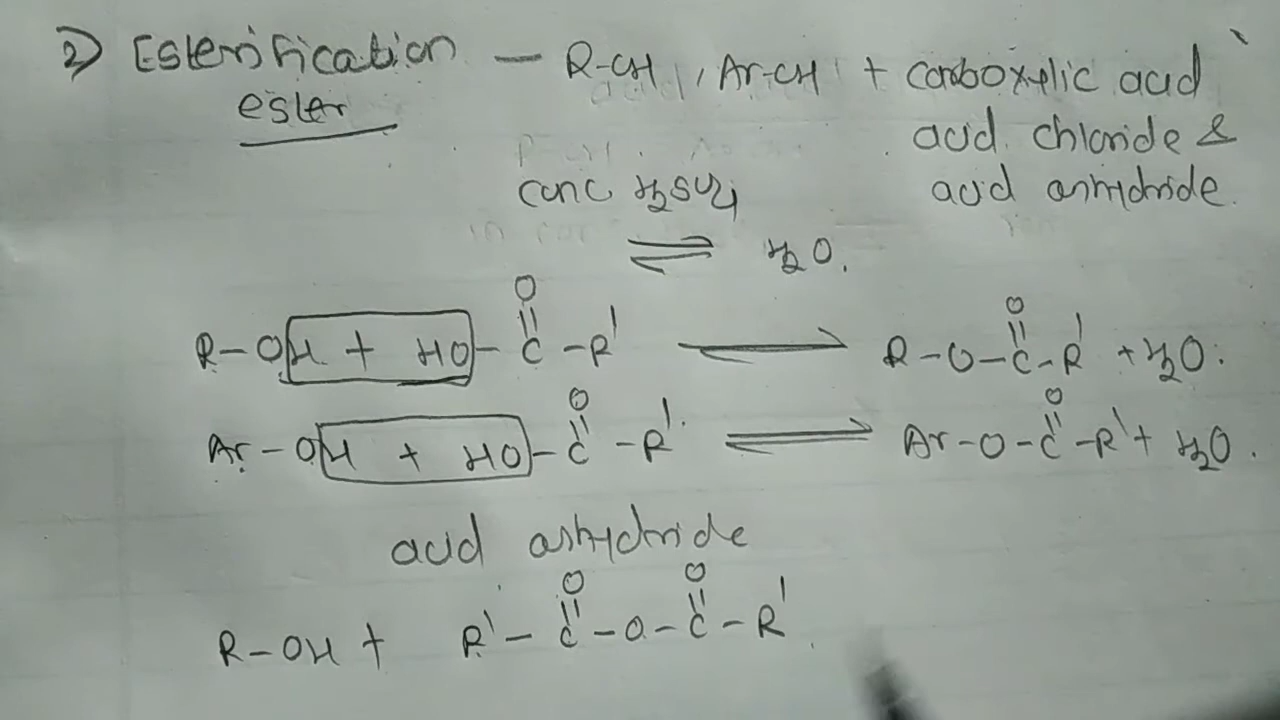 2) Esterification — R-OH, Ar-OH + carboxylic acid
ester
acid chloride &
conc H2SO4 acid anhydride.
⇌ H2O.
O O
R-OH + HO-C-R' ⇌ R-O-C-R' + H2O.
O O
Ar-OH + HO-C-R' ⇌ Ar-O-C-R' + H2O.
acid anhydride
O O
R-OH + R'-C-O-C-R'